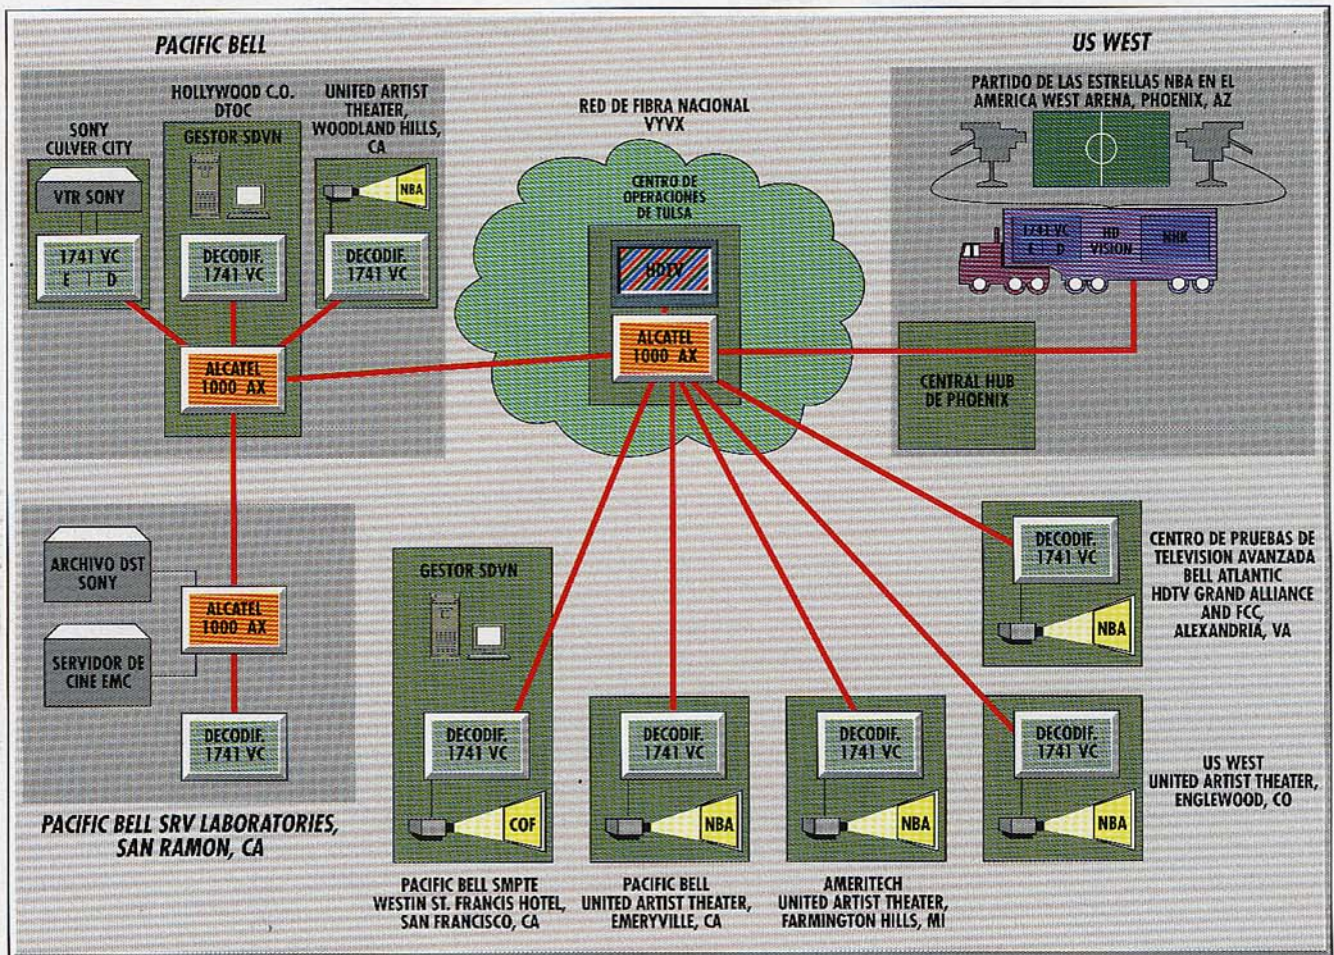 PACIFIC BELL
HOLLYWOOD C.O.
DTOC
GESTOR SDVN
DECODIF.
1741 VC
UNITED ARTIST
THEATER,
WOODLAND HILLS,
CA
NBA
DECODIF.
1741 VC
SONY
CULVER CITY
VTR SONY
1741 VC
E | D
ALCATEL
1000 AX
RED DE FIBRA NACIONAL
VYVX
CENTRO DE
OPERACIONES
DE TULSA
HDTV
ALCATEL
1000 AX
US WEST
PARTIDO DE LAS ESTRELLAS NBA EN EL
AMERICA WEST ARENA, PHOENIX, AZ
1741 VC
E | D
HD
VISION
NHK
CENTRAL HUB
DE PHOENIX
ARCHIVO DST
SONY
SERVIDOR DE
CINE EMC
ALCATEL
1000 AX
DECODIF.
1741 VC
PACIFIC BELL SRV LABORATORIES,
SAN RAMON, CA
GESTOR SDVN
DECODIF.
1741 VC
COF
PACIFIC BELL SMPTE
WESTIN ST. FRANCIS HOTEL,
SAN FRANCISCO, CA
DECODIF.
1741 VC
NBA
PACIFIC BELL
UNITED ARTIST THEATER,
EMERYVILLE, CA
DECODIF.
1741 VC
NBA
AMERITECH
UNITED ARTIST THEATER,
FARMINGTON HILLS, MI
DECODIF.
1741 VC
NBA
CENTRO DE PRUEBAS DE
TELEVISION AVANZADA
BELL ATLANTIC
HDTV GRAND ALLIANCE
AND FCC,
ALEXANDRIA, VA
DECODIF.
1741 VC
NBA
US WEST
UNITED ARTIST THEATER,
ENGLEWOOD, CO